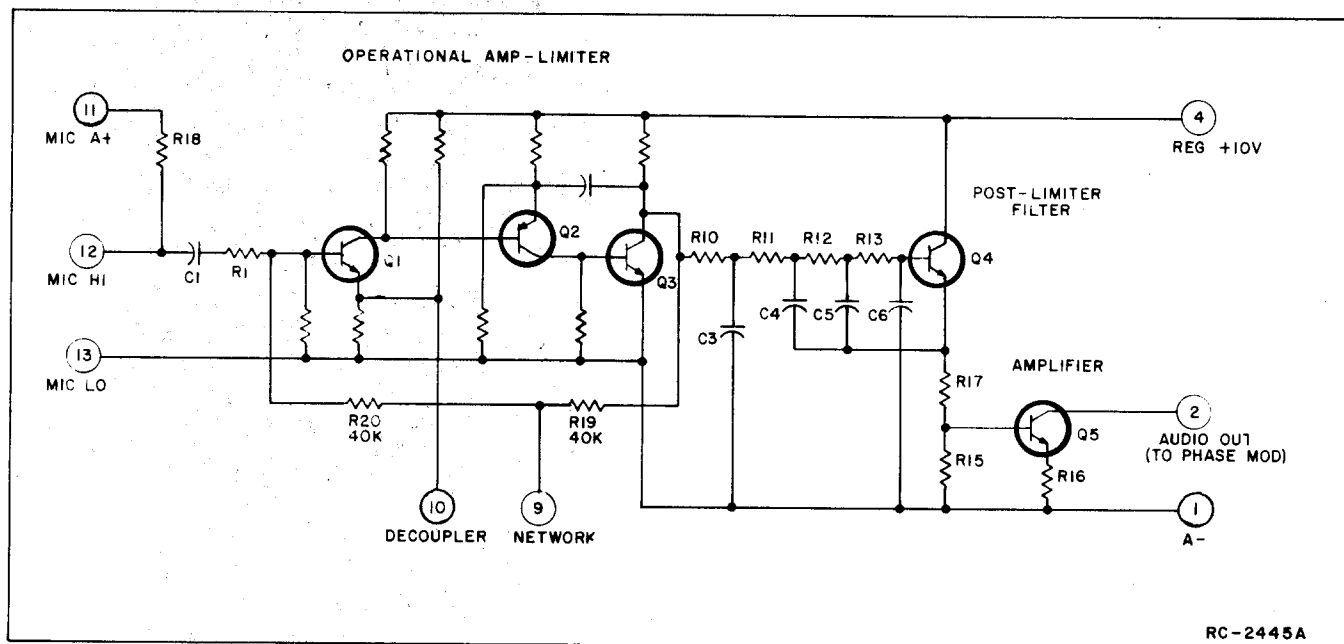 OPERATIONAL AMP-LIMITER
11
MIC A+
R18
4
REG +10V
POST-LIMITER
FILTER
12
MIC HI
C1
R1
Q1
Q2
Q3
R10
R11
R12
R13
Q4
C3
C4
C5
C6
13
MIC LO
R20
40K
R19
40K
R17
AMPLIFIER
Q5
2
AUDIO OUT
(TO PHASE MOD)
R15
R16
10
DECOUPLER
9
NETWORK
1
A-
RC-2445A